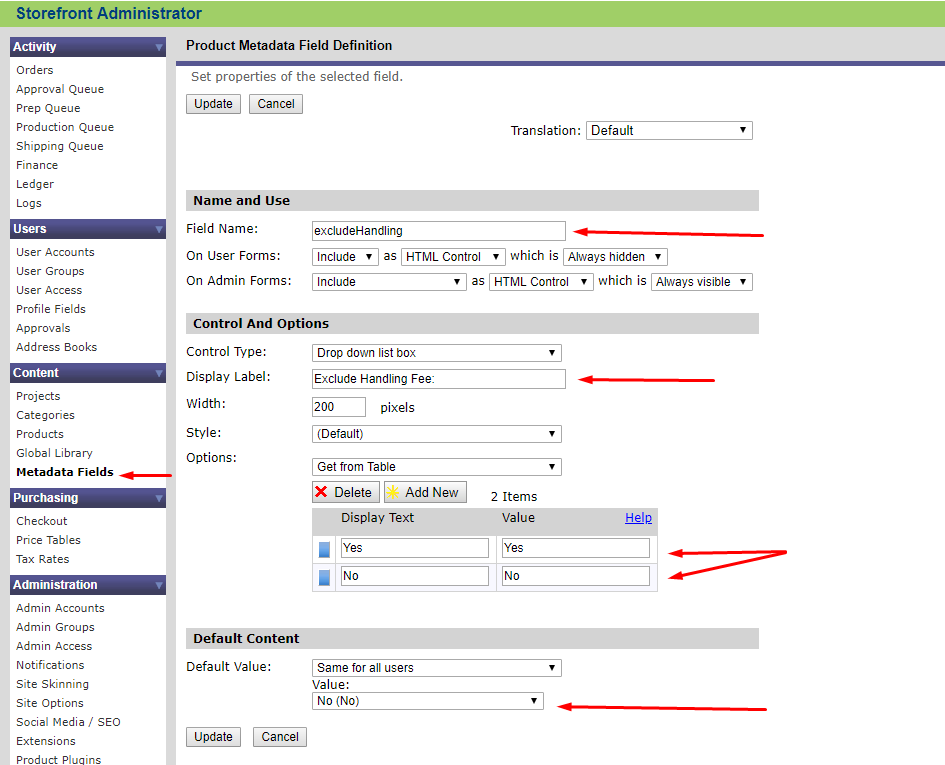 Storefront Administrator
Activity
Orders
Approval Queue
Prep Queue
Production Queue
Shipping Queue
Finance
Ledger
Logs
Users
User Accounts
User Groups
User Access
Profile Fields
Approvals
Address Books
Content
Projects
Categories
Products
Global Library
Metadata Fields
Purchasing
Checkout
Price Tables
Tax Rates
Administration
Admin Accounts
Admin Groups
Admin Access
Notifications
Site Skinning
Site Options
Social Media / SEO
Extensions
Product Plugins
Product Metadata Field Definition
Set properties of the selected field.
Update Cancel
Translation: Default
Name and Use
Field Name: excludeHandling
On User Forms: Include as HTML Control which is Always hidden
On Admin Forms: Include as HTML Control which is Always visible
Control And Options
Control Type: Drop down list box
Display Label: Exclude Handling Fee:
Width: 200 pixels
Style: (Default)
Options: Get from Table
Delete Add New 2 Items
Display Text Value Help
Yes Yes
No No
Default Content
Default Value: Same for all users
Value:
No (No)
Update Cancel